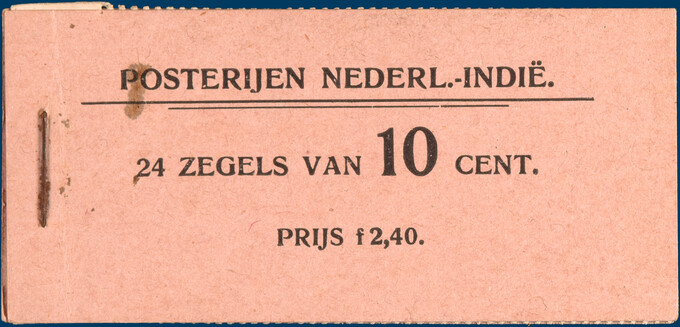 POSTERIJEN NEDERL.-INDIË.
24 ZEGELS VAN 10 CENT.
PRIJS f 2,40.